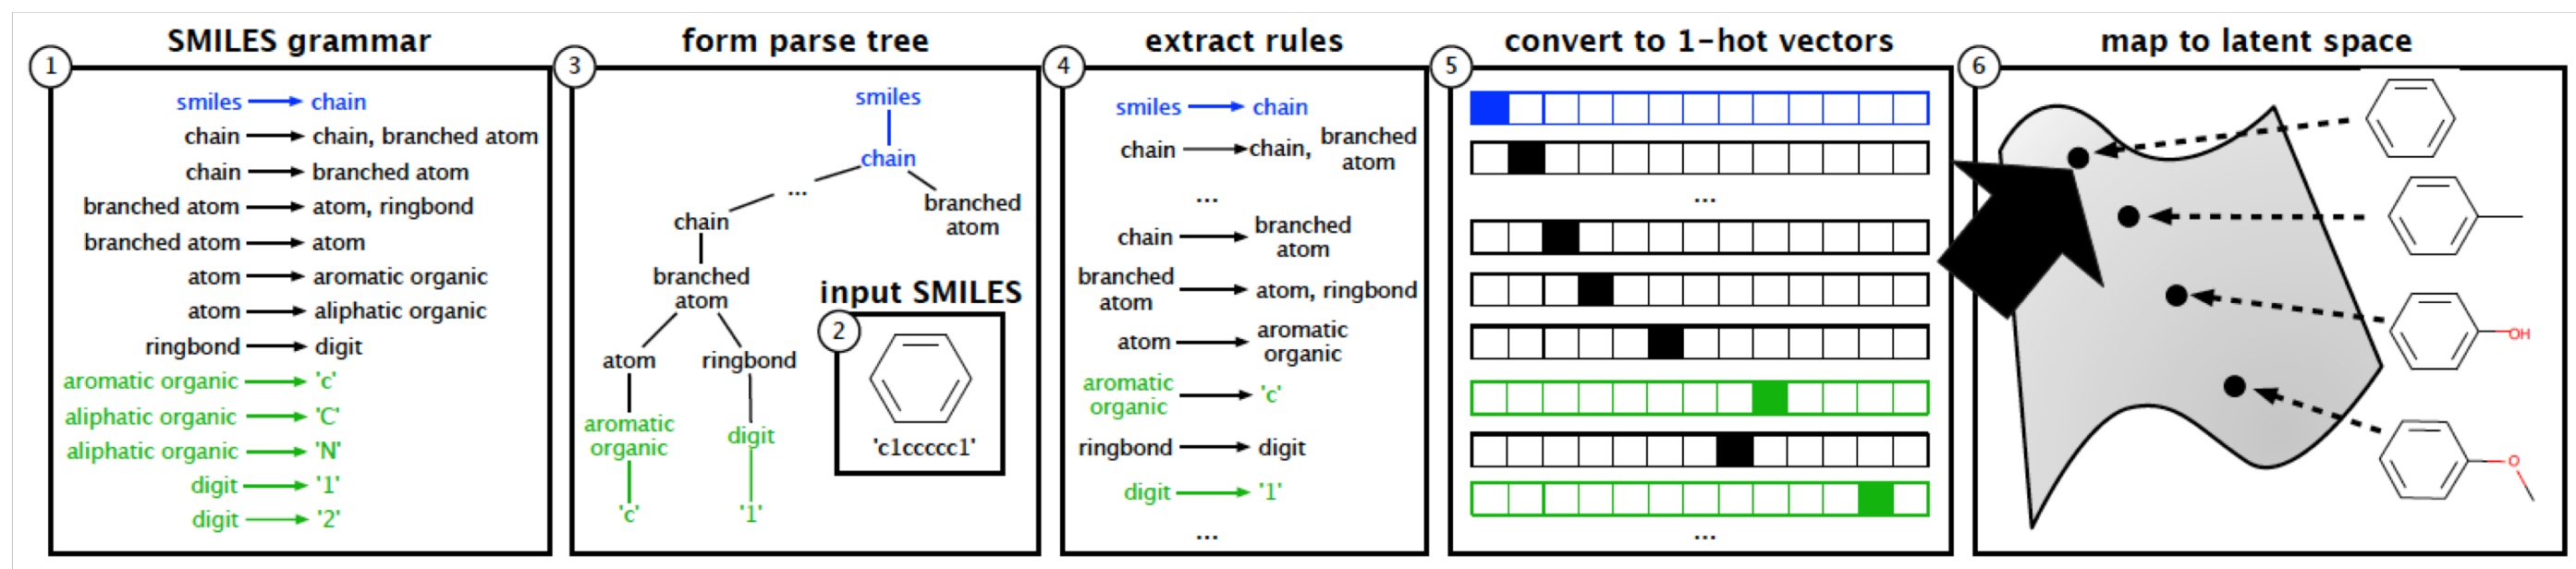 SMILES grammar
1
smiles → chain
chain → chain, branched atom
chain → branched atom
branched atom → atom, ringbond
branched atom → atom
atom → aromatic organic
atom → aliphatic organic
ringbond → digit
aromatic organic → 'c'
aliphatic organic → 'C'
aliphatic organic → 'N'
digit → '1'
digit → '2'
form parse tree
3
smiles
chain
...
chain
branched
atom
branched
atom
atom
ringbond
aromatic
organic
digit
'c'
'1'
input SMILES
2
'c1ccccc1'
extract rules
4
smiles → chain
chain → chain, branched
atom
...
chain → branched
atom
branched
atom → atom, ringbond
atom → aromatic
organic
aromatic
organic → 'c'
ringbond → digit
digit → '1'
...
convert to 1-hot vectors
5
...
...
map to latent space
6
OH
O